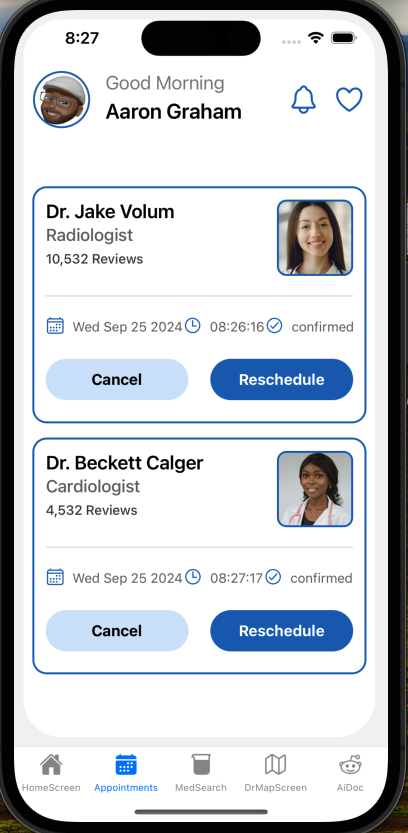 8:27
Good Morning
Aaron Graham
Dr. Jake Volum
Radiologist
10,532 Reviews
Wed Sep 25 2024 08:26:16 confirmed
Cancel Reschedule
Dr. Beckett Calger
Cardiologist
4,532 Reviews
Wed Sep 25 2024 08:27:17 confirmed
Cancel Reschedule
HomeScreen Appointments MedSearch DrMapScreen AiDoc